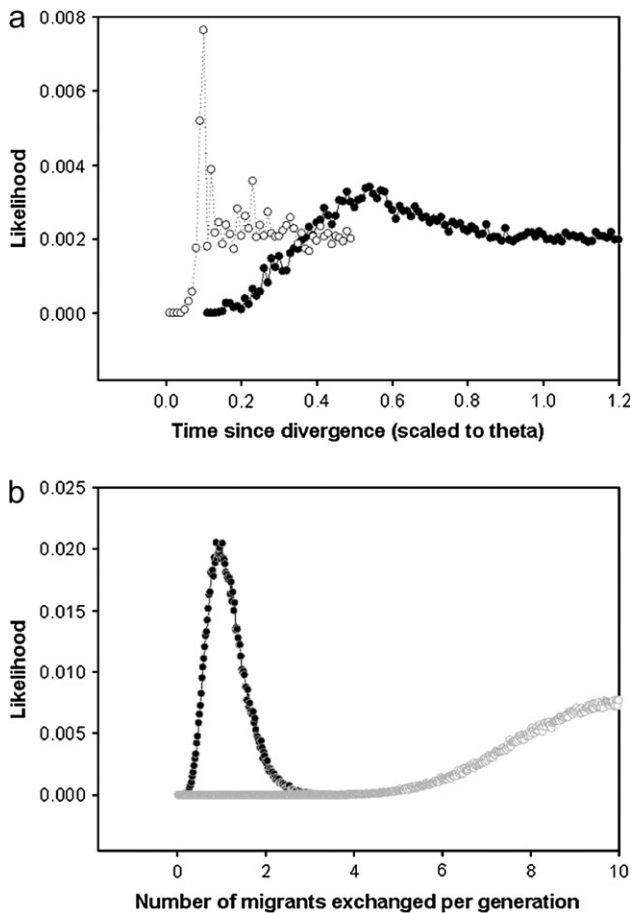 a
0.008
0.006
0.004
0.002
0.000
Likelihood
0.0 0.2 0.4 0.6 0.8 1.0 1.2
Time since divergence (scaled to theta)
b
0.025
0.020
0.015
0.010
0.005
0.000
Likelihood
0 2 4 6 8 10
Number of migrants exchanged per generation